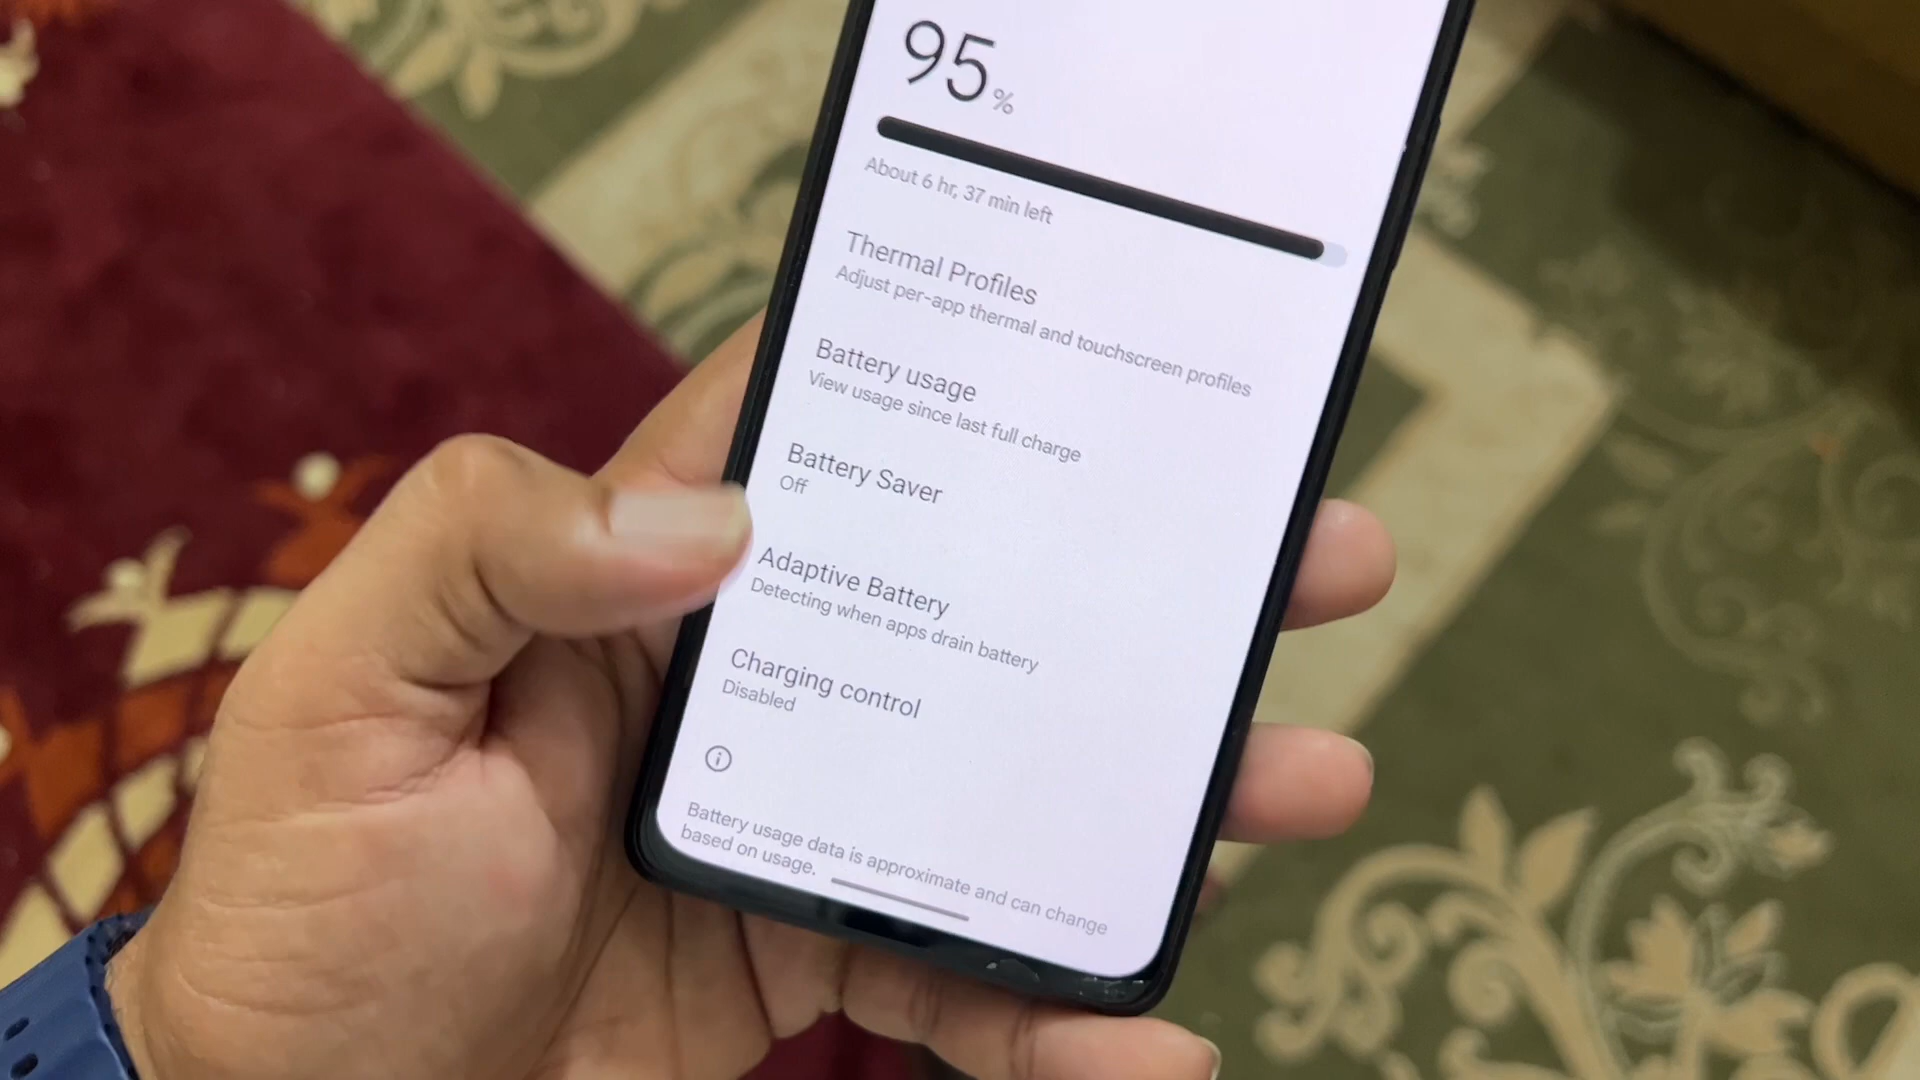 95%
About 6 hr, 37 min left
Thermal Profiles
Adjust per-app thermal and touchscreen profiles
Battery usage
View usage since last full charge
Battery Saver
Off
Adaptive Battery
Detecting when apps drain battery
Charging control
Disabled
Battery usage data is approximate and can change
based on usage.